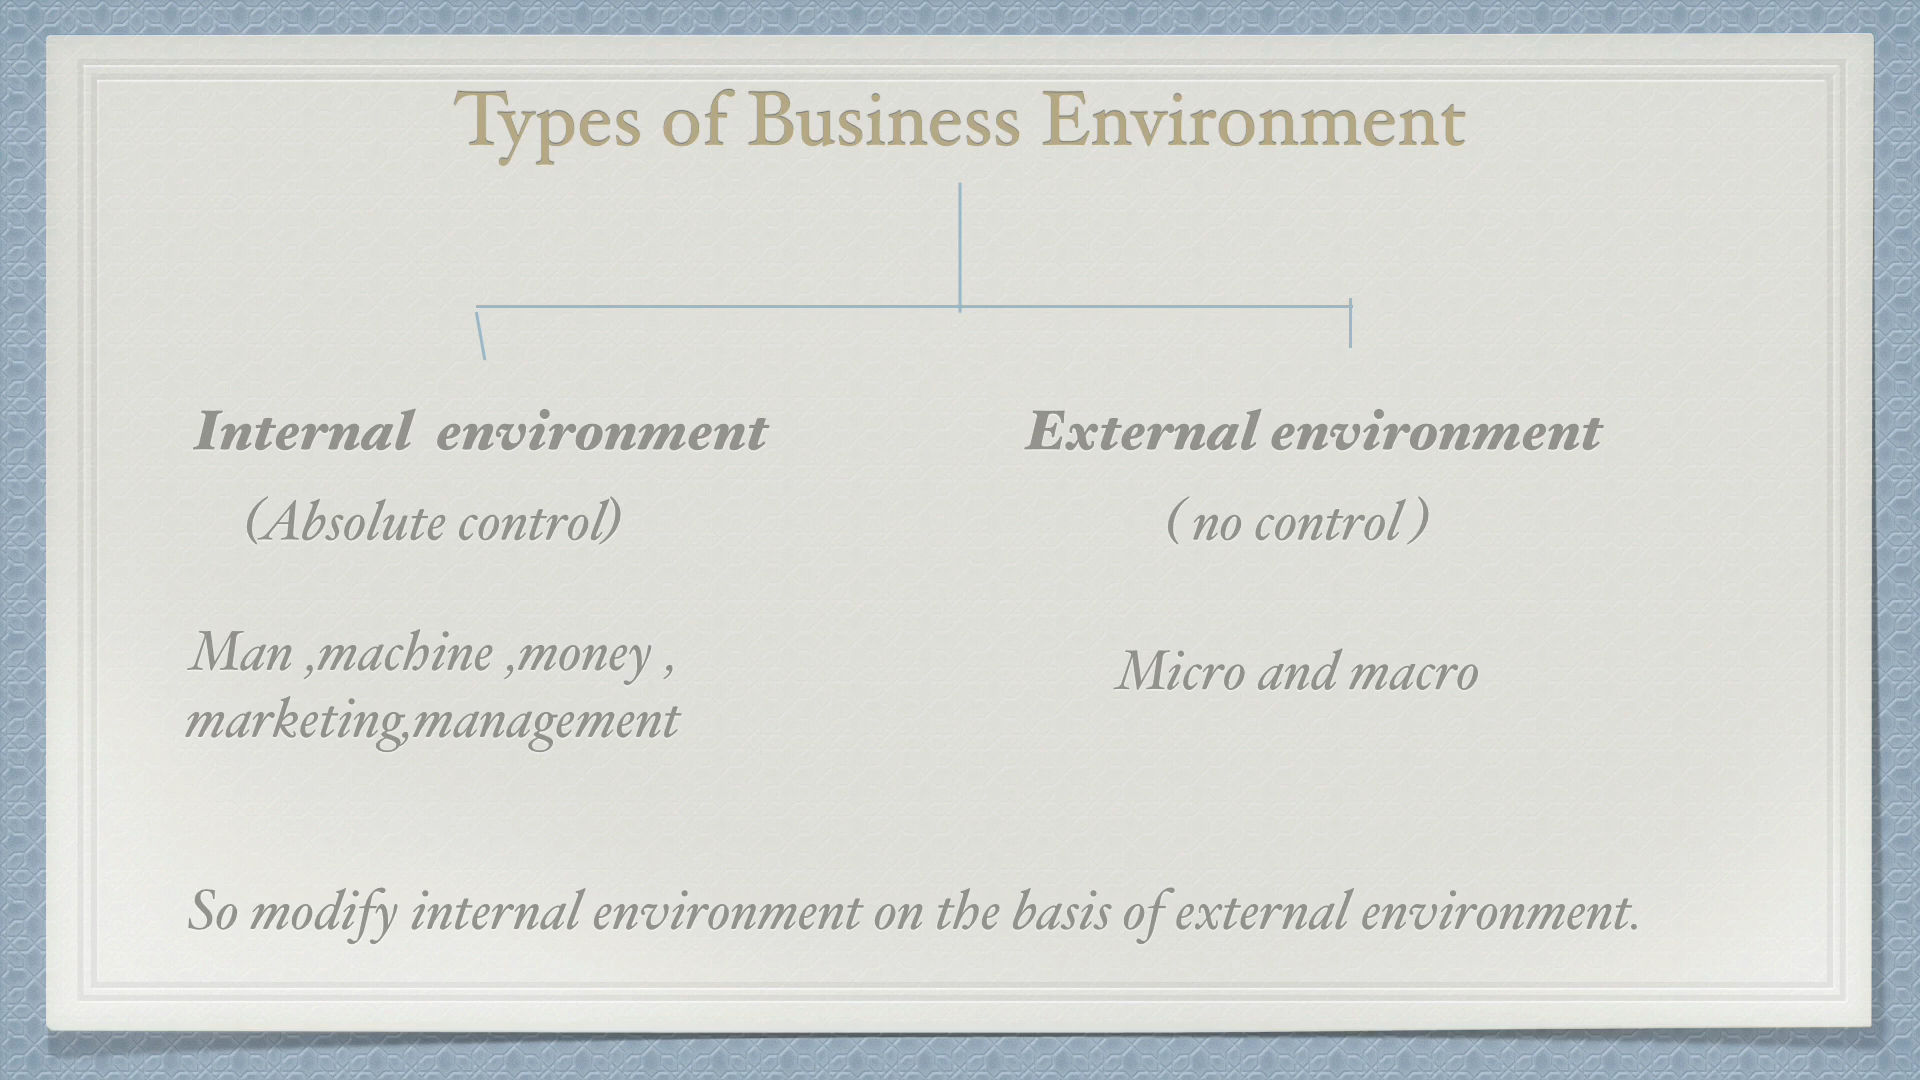 Types of Business Environment
Internal  environment
External environment
(Absolute control)
( no control )
Man ,machine ,money ,
marketing,management
Micro and macro
So modify internal environment on the basis of external environment.